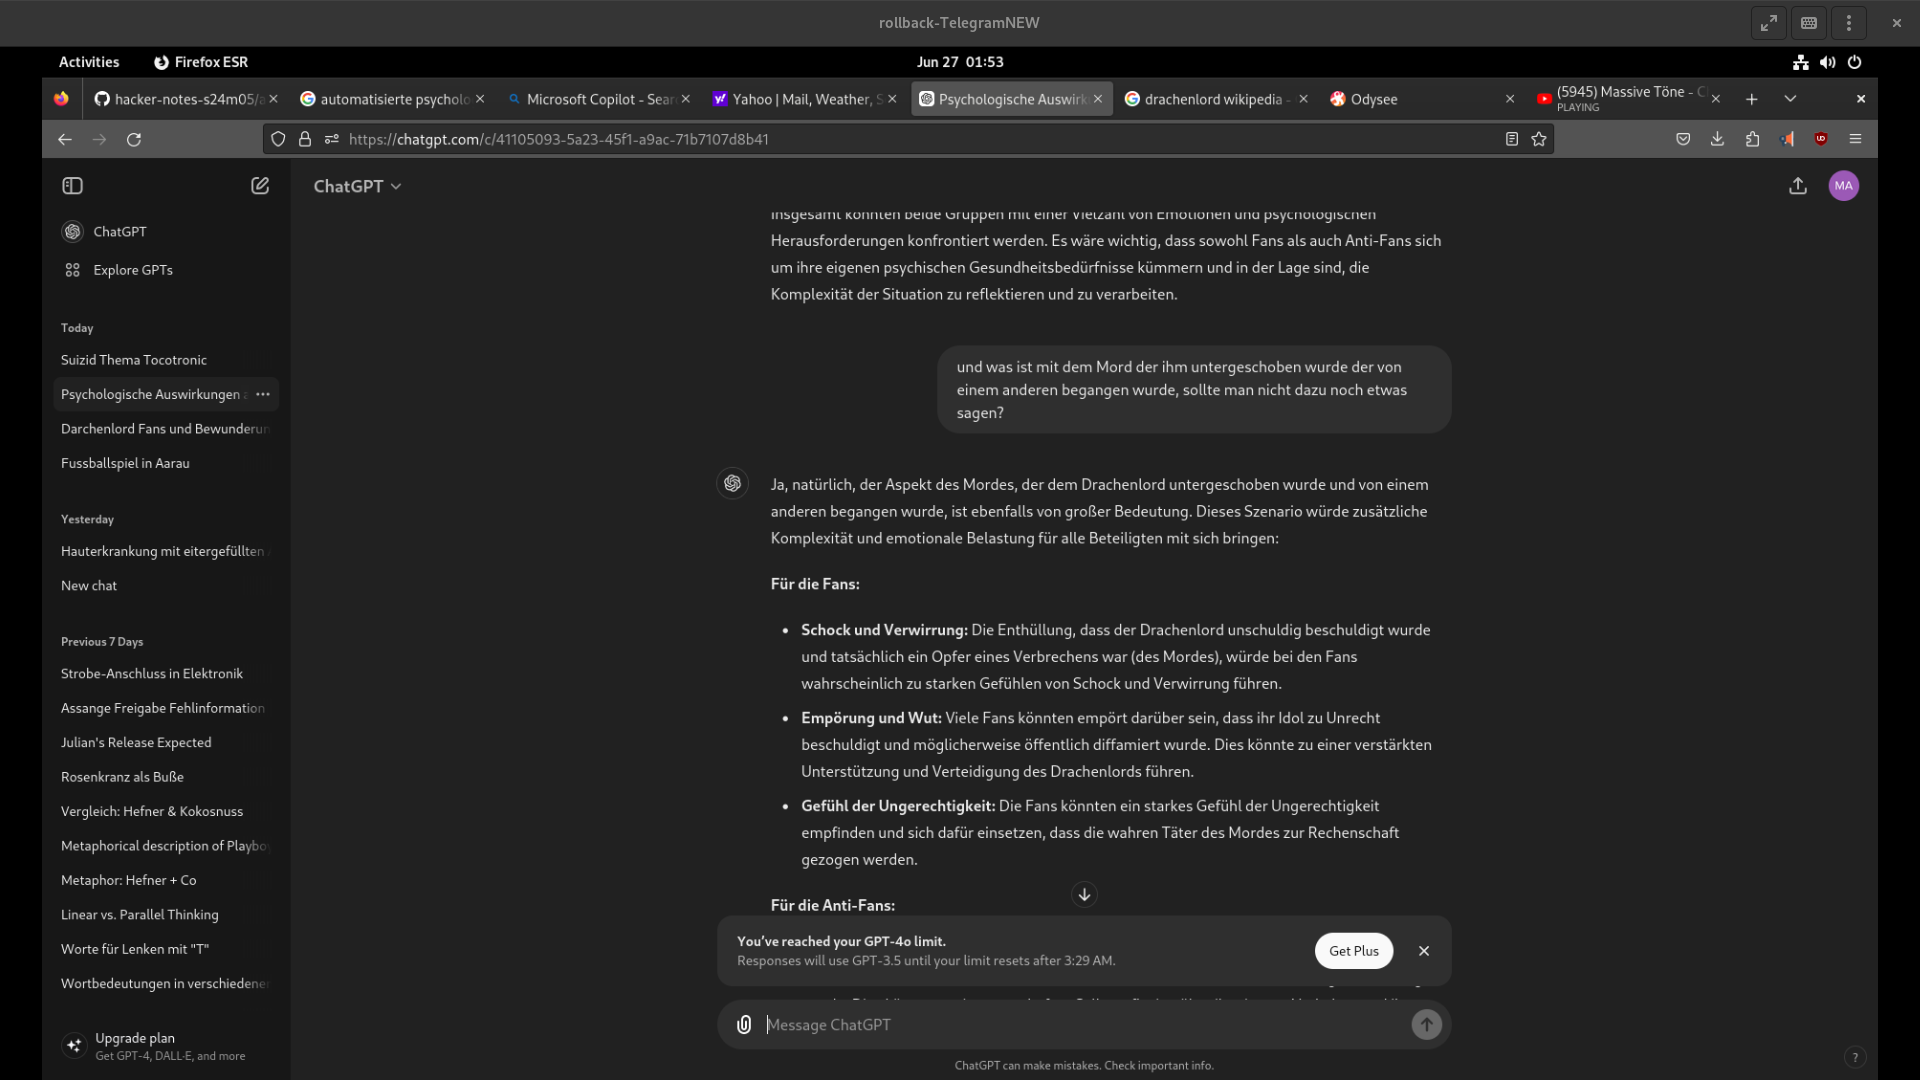 rollback-TelegramNEW
Activities
Firefox ESR
Jun 27 01:53
hacker-notes-s24m05/a
automatisierte psycholo
Microsoft Copilot - Sear
Yahoo | Mail, Weather, S
Psychologische Auswirk
drachenlord wikipedia -
Odysee
(5945) Massive Töne - C
PLAYING
https://chatgpt.com/c/41105093-5a23-45f1-a9ac-71b7107d8b41
ChatGPT
MA
ChatGPT
Explore GPTs
Today
Suizid Thema Tocotronic
Psychologische Auswirkungen a
Darchenlord Fans und Bewunderun
Fussballspiel in Aarau
Yesterday
Hauterkrankung mit eitergefüllten
New chat
Previous 7 Days
Strobe-Anschluss in Elektronik
Assange Freigabe Fehlinformation
Julian's Release Expected
Rosenkranz als Buße
Vergleich: Hefner & Kokosnuss
Metaphorical description of Playboy
Metaphor: Hefner + Co
Linear vs. Parallel Thinking
Worte für Lenken mit "T"
Wortbedeutungen in verschiedenen
Upgrade plan
Get GPT-4, DALL·E, and more
Insgesamt könnten beide Gruppen mit einer Vielzahl von Emotionen und psychologischen
Herausforderungen konfrontiert werden. Es wäre wichtig, dass sowohl Fans als auch Anti-Fans sich
um ihre eigenen psychischen Gesundheitsbedürfnisse kümmern und in der Lage sind, die
Komplexität der Situation zu reflektieren und zu verarbeiten.
und was ist mit dem Mord der ihm untergeschoben wurde der von
einem anderen begangen wurde, sollte man nicht dazu noch etwas
sagen?
Ja, natürlich, der Aspekt des Mordes, der dem Drachenlord untergeschoben wurde und von einem
anderen begangen wurde, ist ebenfalls von großer Bedeutung. Dieses Szenario würde zusätzliche
Komplexität und emotionale Belastung für alle Beteiligten mit sich bringen:
Für die Fans:
• Schock und Verwirrung: Die Enthüllung, dass der Drachenlord unschuldig beschuldigt wurde
und tatsächlich ein Opfer eines Verbrechens war (des Mordes), würde bei den Fans
wahrscheinlich zu starken Gefühlen von Schock und Verwirrung führen.
• Empörung und Wut: Viele Fans könnten empört darüber sein, dass ihr Idol zu Unrecht
beschuldigt und möglicherweise öffentlich diffamiert wurde. Dies könnte zu einer verstärkten
Unterstützung und Verteidigung des Drachenlords führen.
• Gefühl der Ungerechtigkeit: Die Fans könnten ein starkes Gefühl der Ungerechtigkeit
empfinden und sich dafür einsetzen, dass die wahren Täter des Mordes zur Rechenschaft
gezogen werden.
Für die Anti-Fans:
You've reached your GPT-4o limit.
Responses will use GPT-3.5 until your limit resets after 3:29 AM.
Get Plus
Message ChatGPT
ChatGPT can make mistakes. Check important info.
?